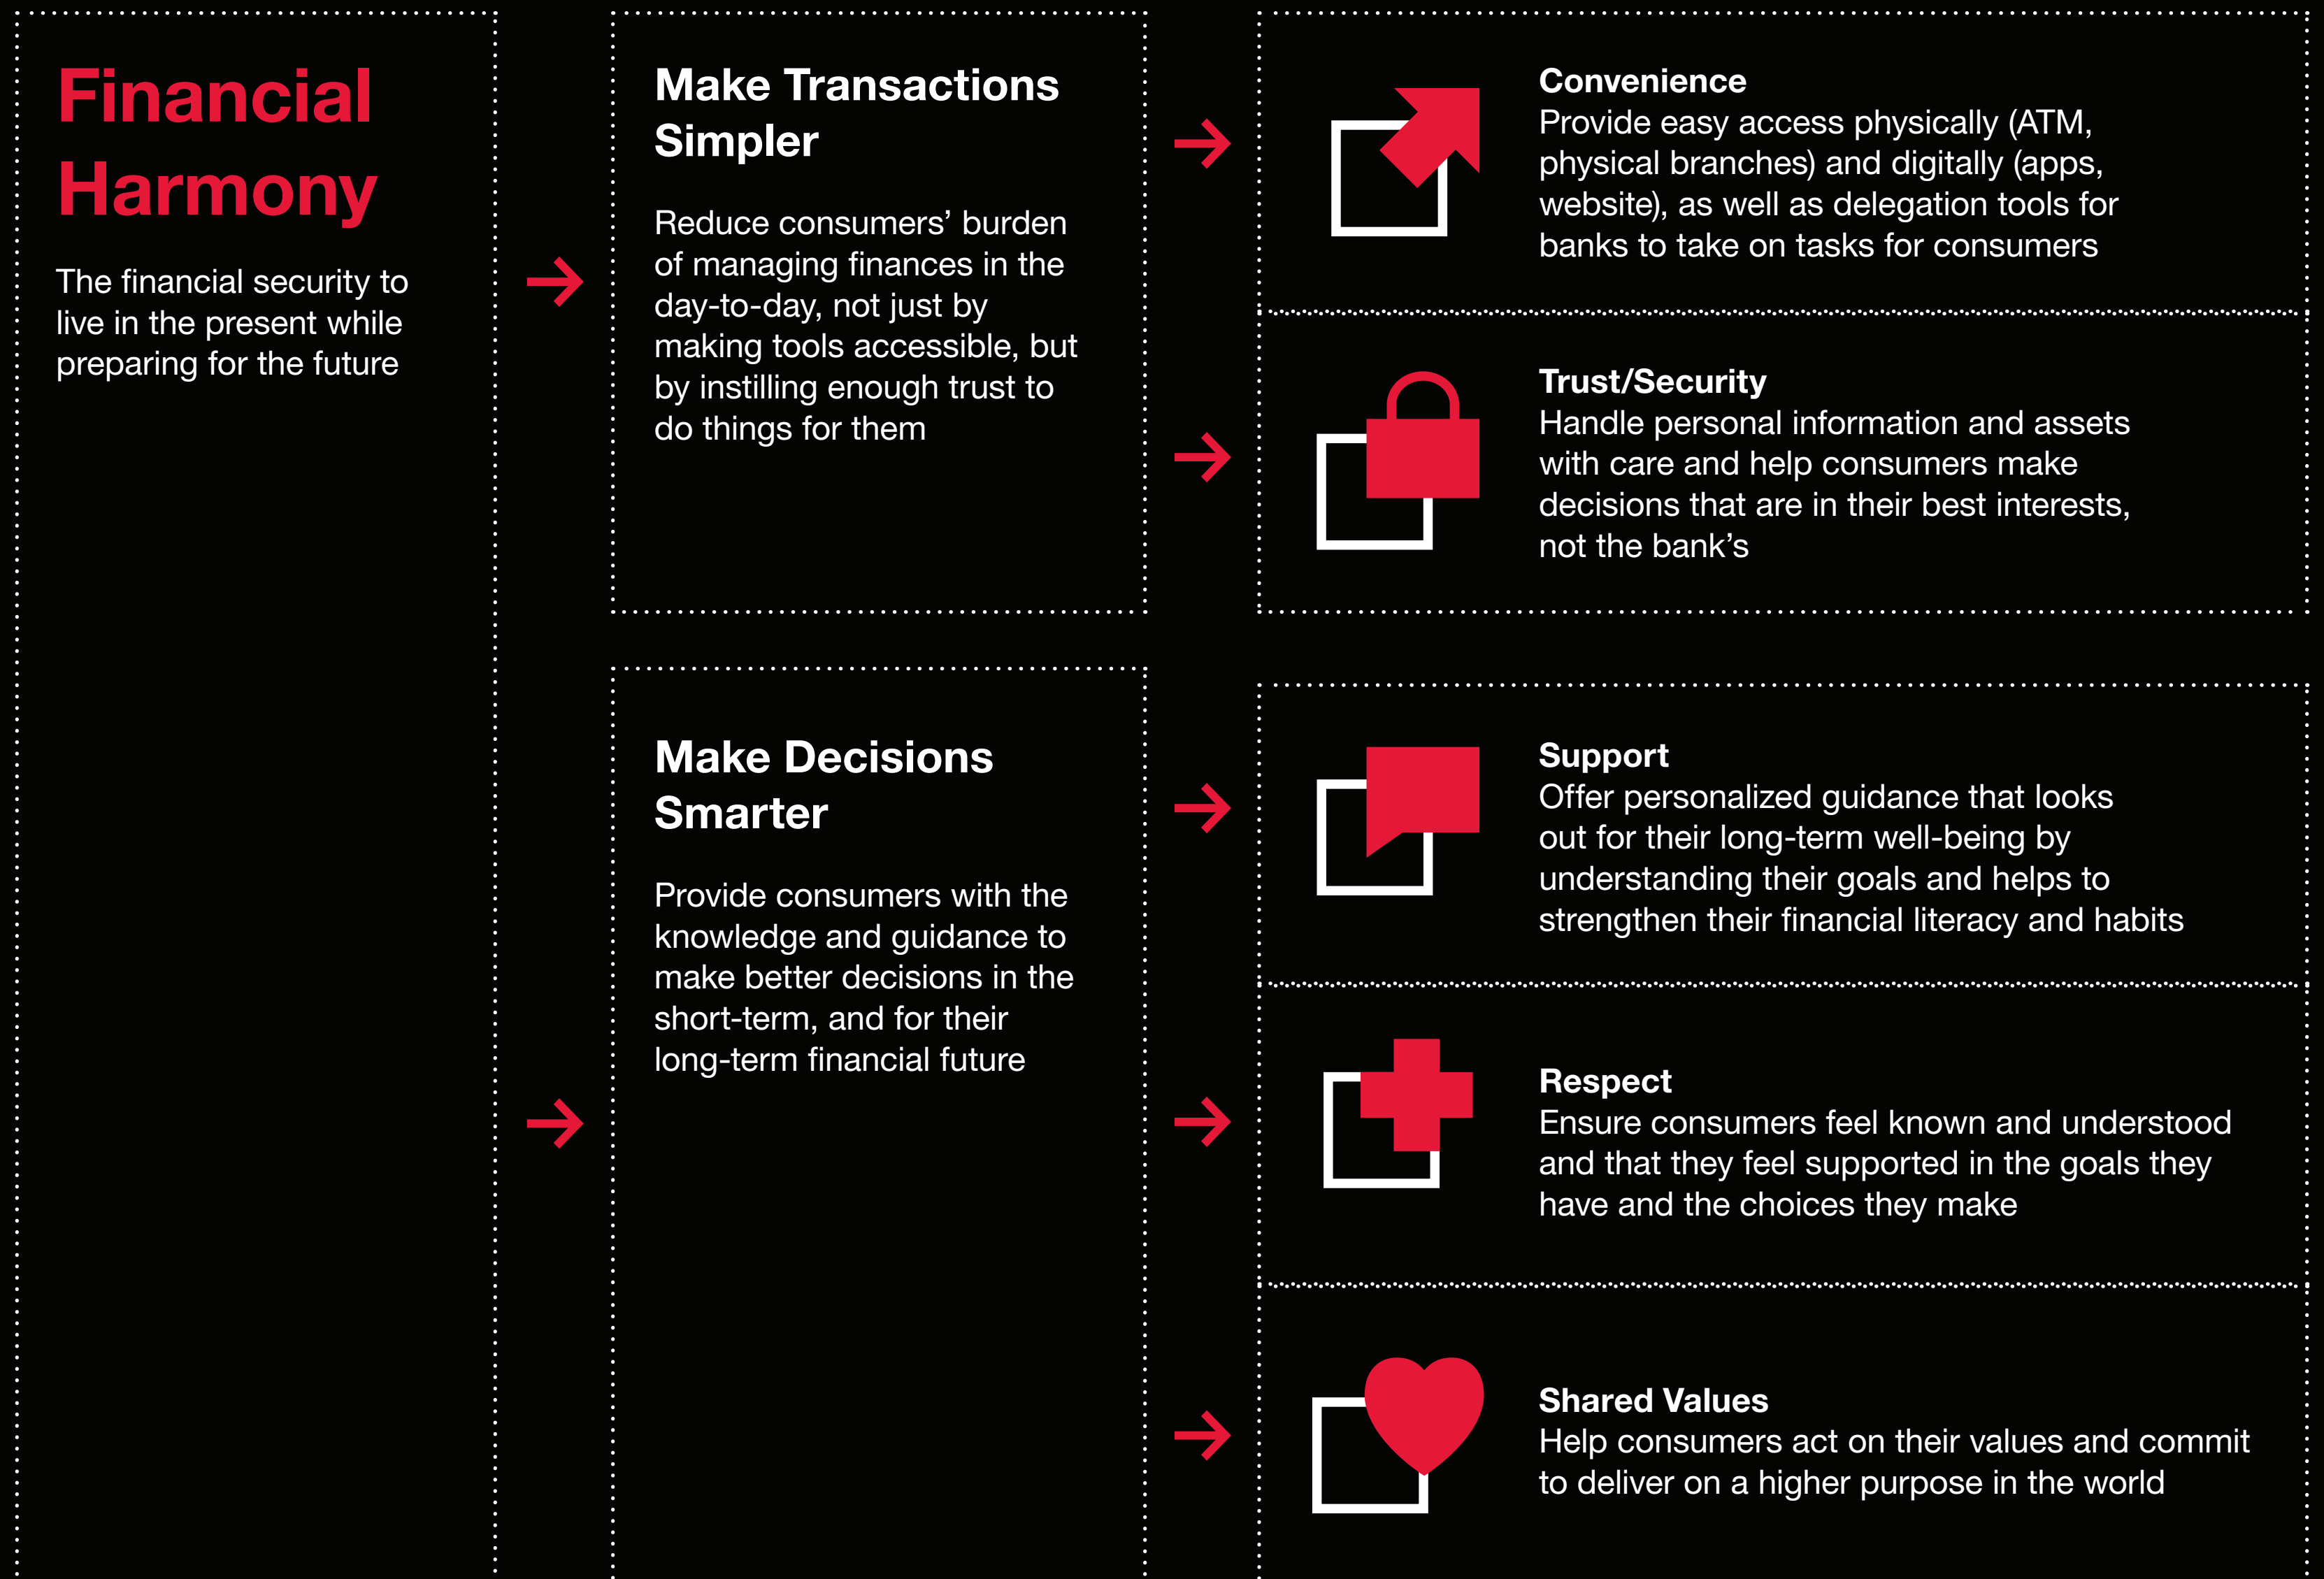 Financial
Harmony
The financial security to
live in the present while
preparing for the future
Make Transactions
Simpler
Reduce consumers’ burden
of managing finances in the
day-to-day, not just by
making tools accessible, but
by instilling enough trust to
do things for them
Convenience
Provide easy access physically (ATM,
physical branches) and digitally (apps,
website), as well as delegation tools for
banks to take on tasks for consumers
Trust/Security
Handle personal information and assets
with care and help consumers make
decisions that are in their best interests,
not the bank’s
Make Decisions
Smarter
Provide consumers with the
knowledge and guidance to
make better decisions in the
short-term, and for their
long-term financial future
Support
Offer personalized guidance that looks
out for their long-term well-being by
understanding their goals and helps to
strengthen their financial literacy and habits
Respect
Ensure consumers feel known and understood
and that they feel supported in the goals they
have and the choices they make
Shared Values
Help consumers act on their values and commit
to deliver on a higher purpose in the world